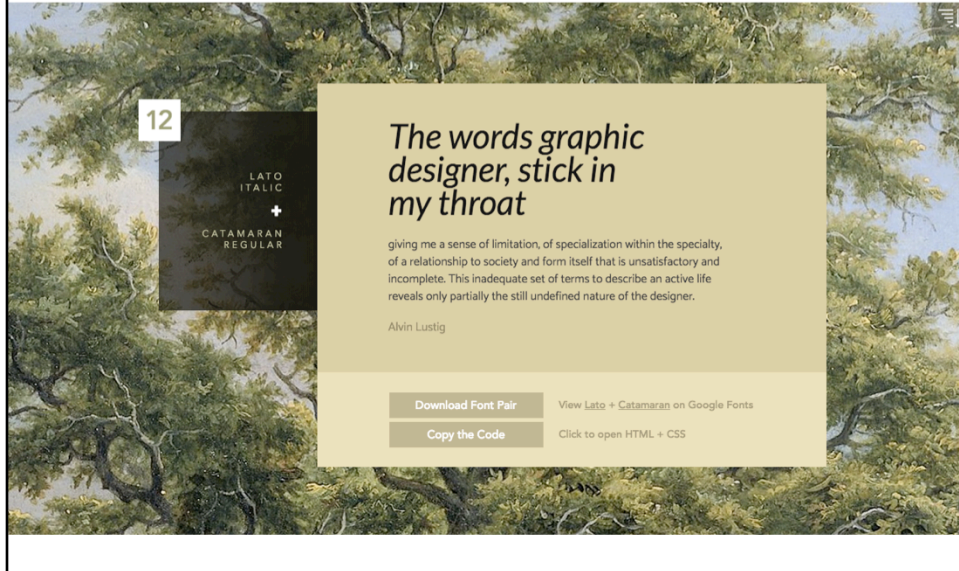 12
LATO
ITALIC
+
CATAMARAN
REGULAR
The words graphic
designer, stick in
my throat
giving me a sense of limitation, of specialization within the specialty,
of a relationship to society and form itself that is unsatisfactory and
incomplete. This inadequate set of terms to describe an active life
reveals only partially the still undefined nature of the designer.
Alvin Lustig
Download Font Pair
View Lato + Catamaran on Google Fonts
Copy the Code
Click to open HTML + CSS